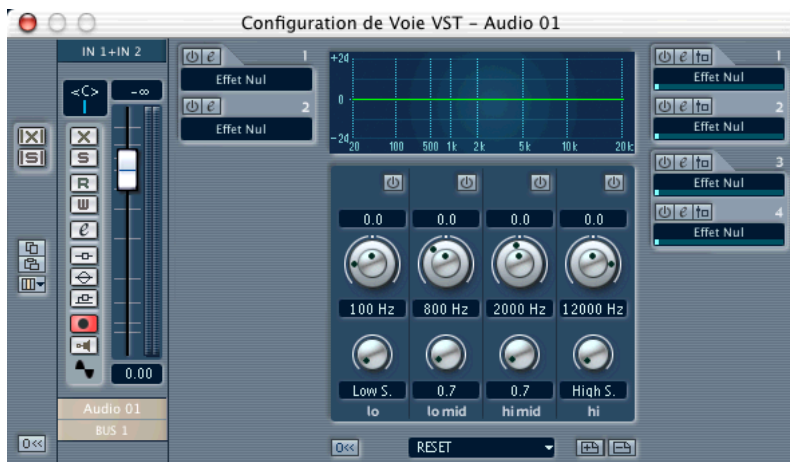 Configuration de Voie VST – Audio 01
IN 1+IN 2
<C>
-∞
X
S
X
S
R
W
e
0.00
Audio 01
BUS 1
0<<
e 1
Effet Nul
e 2
Effet Nul
+24
0
-24
20 100 500 1k 2k 5k 10k 20k
0.0 0.0 0.0 0.0
100 Hz 800 Hz 2000 Hz 12000 Hz
Low S. 0.7 0.7 High S.
lo lo mid hi mid hi
0<< RESET
e 1
Effet Nul
e 2
Effet Nul
e 3
Effet Nul
e 4
Effet Nul